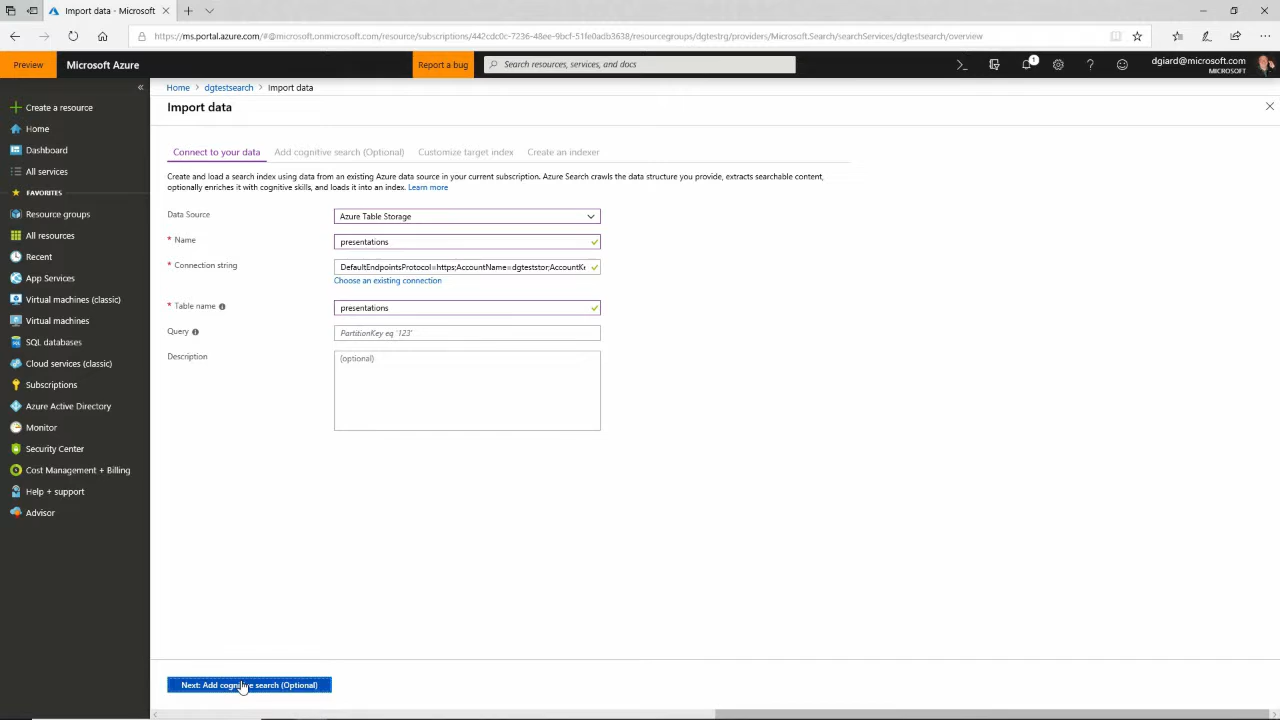 Import data - Microsoft
https://ms.portal.azure.com/#@microsoft.onmicrosoft.com/resource/subscriptions/442cdc0c-7236-48ee-9bcf-51fe0adb3638/resourcegroups/dgtestrg/providers/Microsoft.Search/searchServices/dgtestsearch/overview
Preview
Microsoft Azure
Report a bug
Search resources, services, and docs
1
dgiard@microsoft.com
MICROSOFT
Create a resource
Home
Dashboard
All services
FAVORITES
Resource groups
All resources
Recent
App Services
Virtual machines (classic)
Virtual machines
SQL databases
Cloud services (classic)
Subscriptions
Azure Active Directory
Monitor
Security Center
Cost Management + Billing
Help + support
Advisor
Home > dgtestsearch > Import data
Import data
Connect to your data Add cognitive search (Optional) Customize target index Create an indexer
Create and load a search index using data from an existing Azure data source in your current subscription. Azure Search crawls the data structure you provide, extracts searchable content,
optionally enriches it with cognitive skills, and loads it into an index. Learn more
Data Source Azure Table Storage
* Name presentations
* Connection string DefaultEndpointsProtocol=https;AccountName=dgteststor;AccountKe
Choose an existing connection
* Table name presentations
Query PartitionKey eq '123'
Description (optional)
Next: Add cognitive search (Optional)